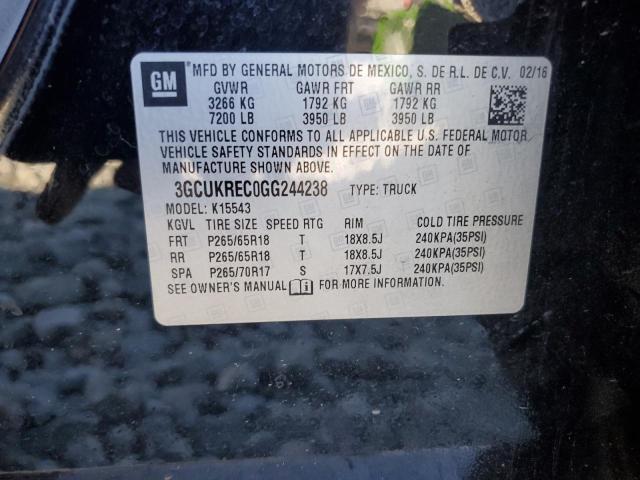 GM MFD BY GENERAL MOTORS DE MEXICO, S. DE R.L. DE C.V. 02/16
GVWR GAWR FRT GAWR RR
3266 KG 1792 KG 1792 KG
7200 LB 3950 LB 3950 LB
THIS VEHICLE CONFORMS TO ALL APPLICABLE U.S. FEDERAL MOTOR
VEHICLE SAFETY STANDARDS IN EFFECT ON THE DATE OF
MANUFACTURE SHOWN ABOVE.
3GCUKREC0GG244238 TYPE: TRUCK
MODEL: K15543
KGVL TIRE SIZE SPEED RTG RIM COLD TIRE PRESSURE
FRT P265/65R18 T 18X8.5J 240KPA(35PSI)
RR P265/65R18 T 18X8.5J 240KPA(35PSI)
SPA P265/70R17 S 17X7.5J 240KPA(35PSI)
SEE OWNER'S MANUAL FOR MORE INFORMATION.